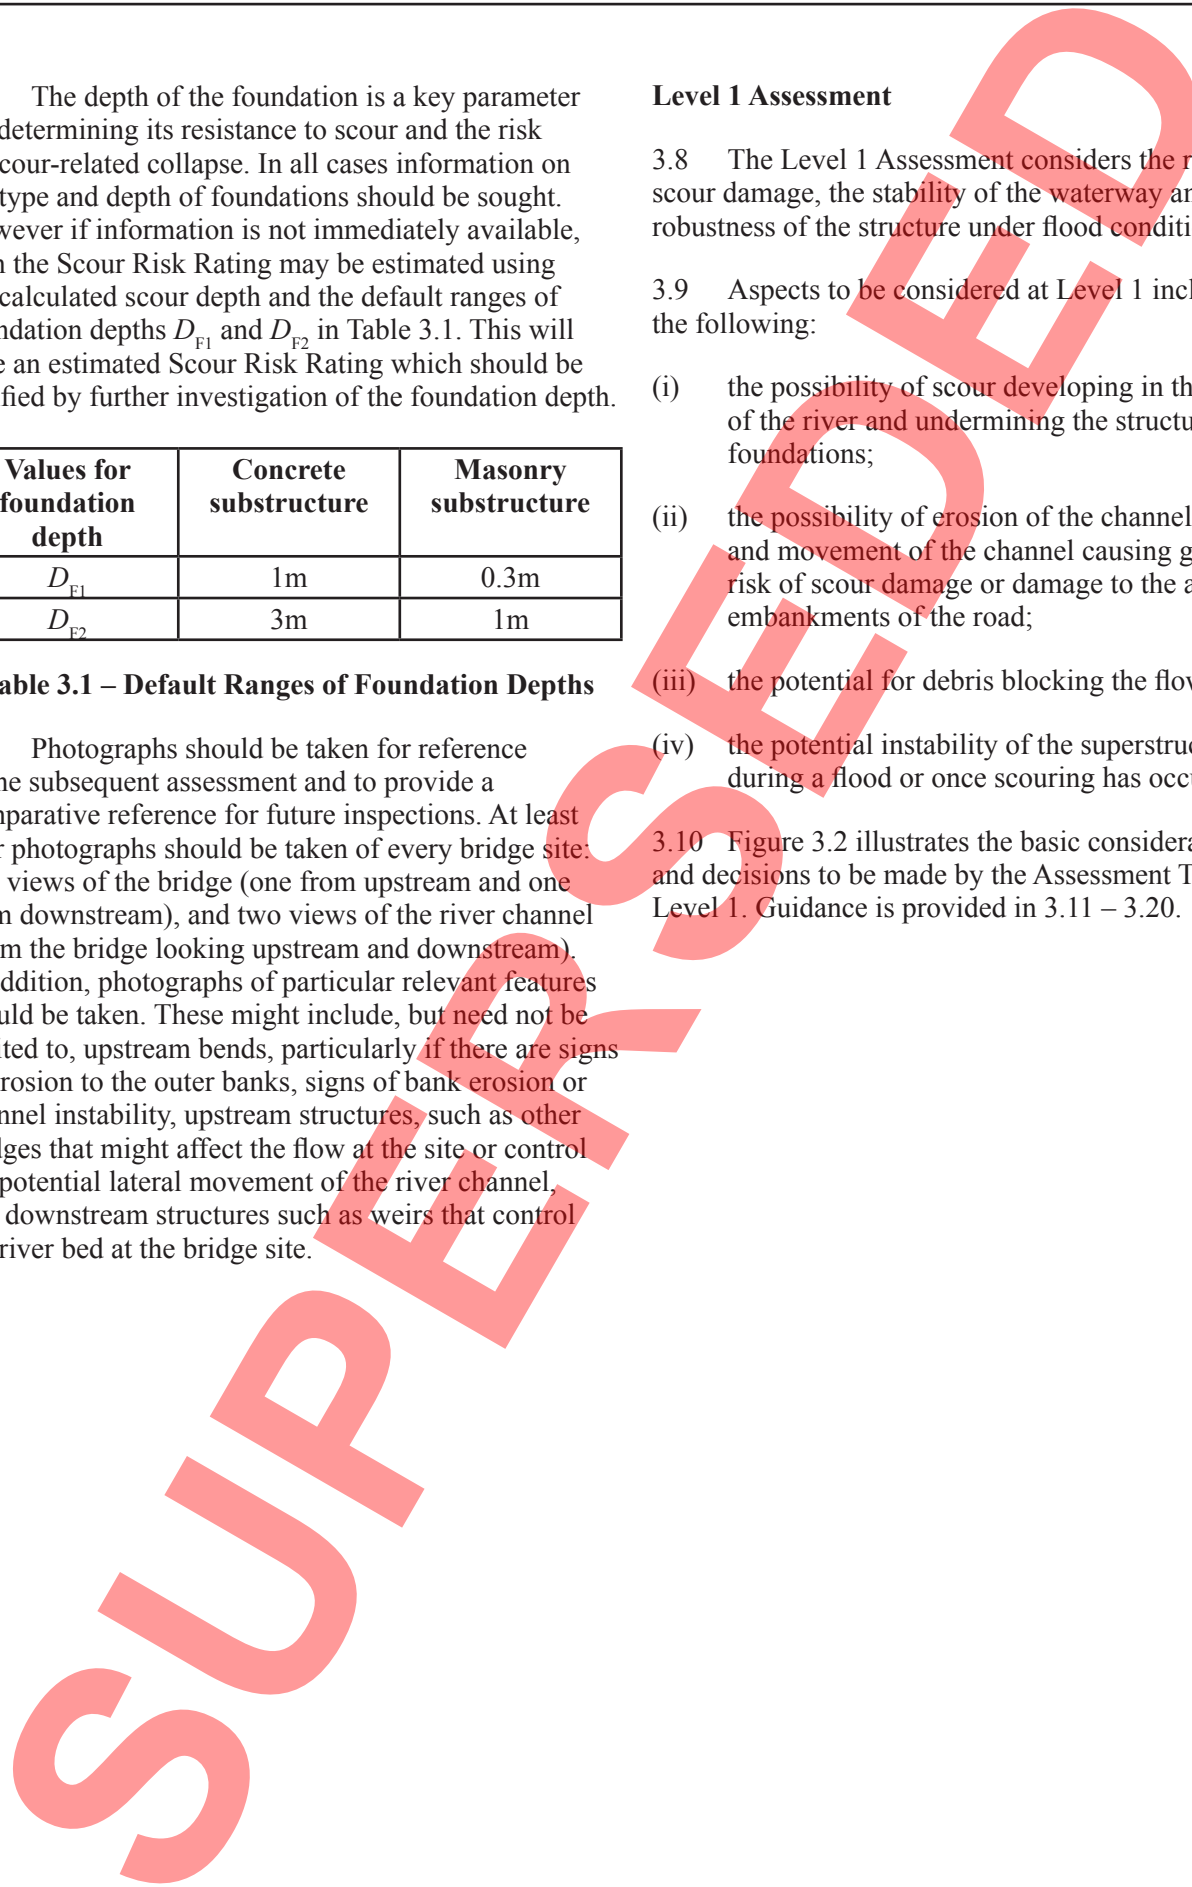 The depth of the foundation is a key parameter
determining its resistance to scour and the risk
cour-related collapse. In all cases information on
type and depth of foundations should be sought.
wever if information is not immediately available,
n the Scour Risk Rating may be estimated using
calculated scour depth and the default ranges of
ndation depths D_F1 and D_F2 in Table 3.1. This will
e an estimated Scour Risk Rating which should be
fied by further investigation of the foundation depth.
Values for foundation depth Concrete substructure Masonry substructure
D_F1 1m 0.3m
D_F2 3m 1m
able 3.1 – Default Ranges of Foundation Depths
Photographs should be taken for reference
he subsequent assessment and to provide a
mparative reference for future inspections. At least
r photographs should be taken of every bridge site:
views of the bridge (one from upstream and one
m downstream), and two views of the river channel
m the bridge looking upstream and downstream).
ddition, photographs of particular relevant features
uld be taken. These might include, but need not be
ited to, upstream bends, particularly if there are signs
rosion to the outer banks, signs of bank erosion or
nnel instability, upstream structures, such as other
dges that might affect the flow at the site or control
potential lateral movement of the river channel,
downstream structures such as weirs that control
river bed at the bridge site.
Level 1 Assessment
3.8 The Level 1 Assessment considers the r
scour damage, the stability of the waterway an
robustness of the structure under flood conditi
3.9 Aspects to be considered at Level 1 incl
the following:
(i) the possibility of scour developing in th
of the river and undermining the structu
foundations;
(ii) the possibility of erosion of the channel
and movement of the channel causing g
risk of scour damage or damage to the a
embankments of the road;
(iii) the potential for debris blocking the flow
(iv) the potential instability of the superstruc
during a flood or once scouring has occu
3.10 Figure 3.2 illustrates the basic considera
and decisions to be made by the Assessment T
Level 1. Guidance is provided in 3.11 – 3.20.
SUPERSEDED